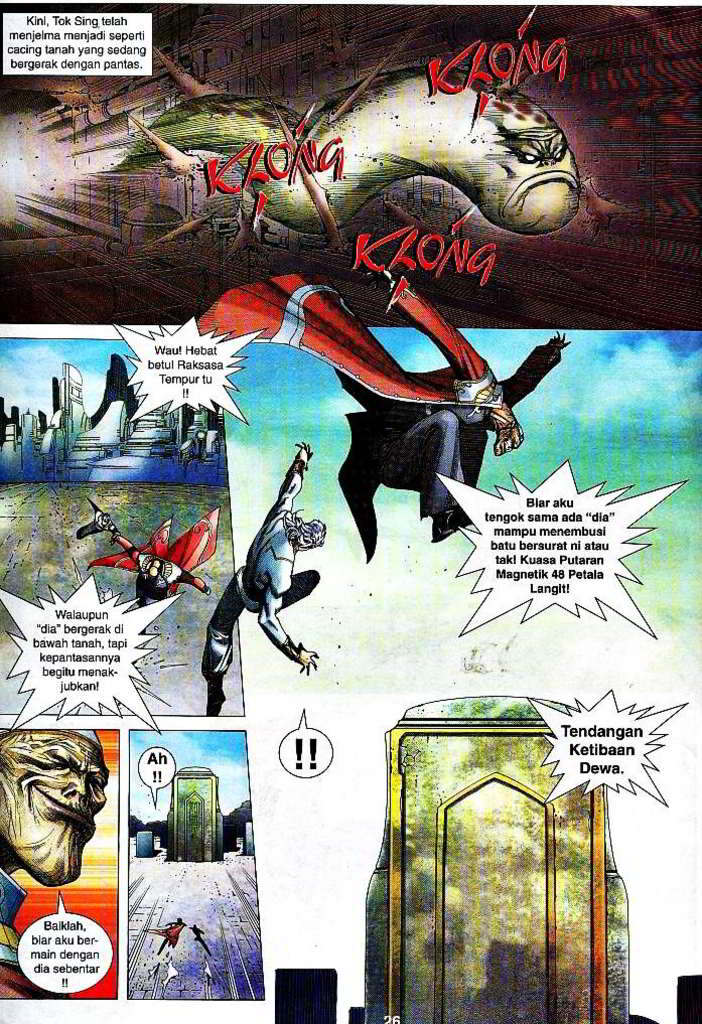 Kini, Tok Sing telah
menjelma menjadi seperti
cacing tanah yang sedang
bergerak dengan pantas.
KLONG
KLONG
KLONG
Wau! Hebat
betul Raksasa
Tempur tu
!!
Biar aku
tengok sama ada "dia"
mampu menembusi
batu bersurat ni atau
tak! Kuasa Putaran
Magnetik 48 Petala
Langit!
Walaupun
"dia" bergerak di
bawah tanah, tapi
kepantasannya
begitu menak-
jubkan!
!!
Tendangan
Ketibaan
Dewa.
Ah
!!
Baiklah,
biar aku ber-
main dengan
dia sebentar
!!
26